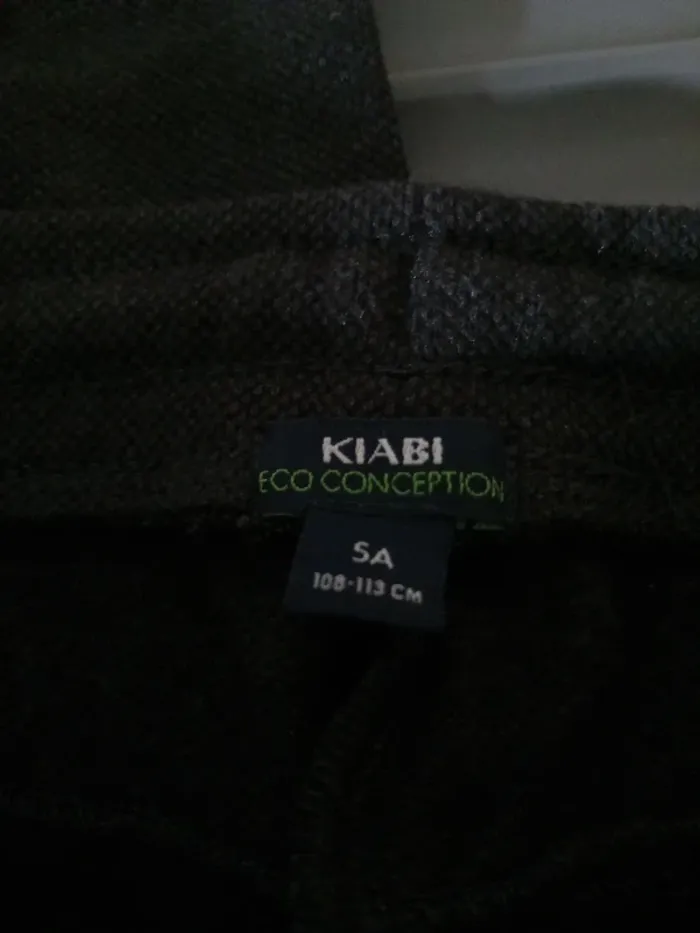 KIABI
ECO CONCEPTION
5A
108-113 CM